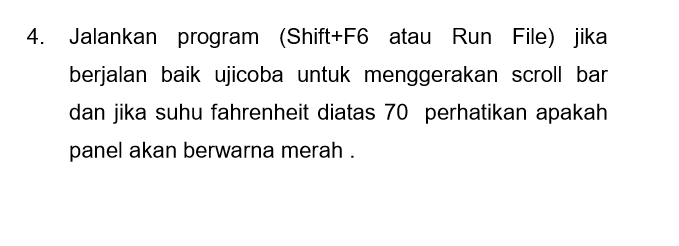 4. Jalankan program (Shift+F6 atau Run File) jika
berjalan baik ujicoba untuk menggerakan scroll bar
dan jika suhu fahrenheit diatas 70 perhatikan apakah
panel akan berwarna merah .